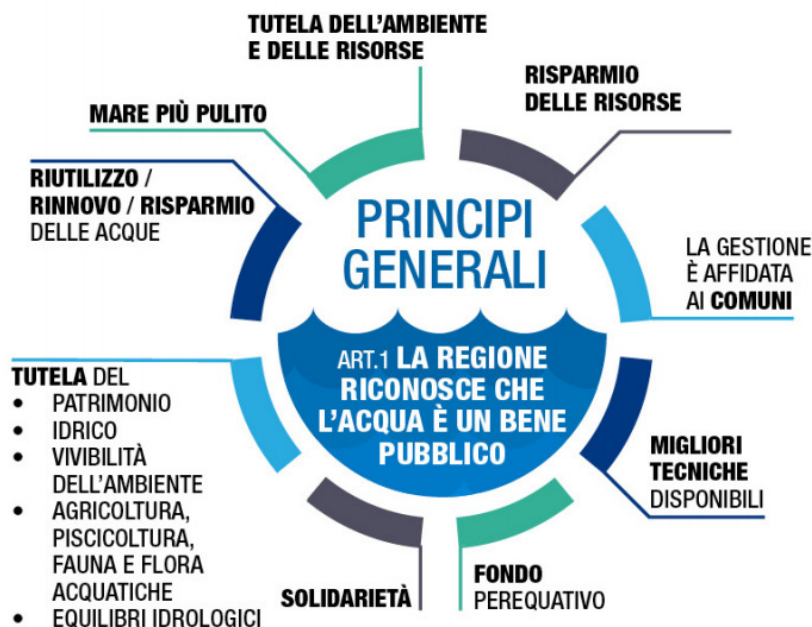 TUTELA DELL'AMBIENTE
E DELLE RISORSE
RISPARMIO
DELLE RISORSE
MARE PIÙ PULITO
RIUTILIZZO /
RINNOVO / RISPARMIO
DELLE ACQUE
PRINCIPI
GENERALI
LA GESTIONE
È AFFIDATA
AI COMUNI
ART.1 LA REGIONE
RICONOSCE CHE
L'ACQUA È UN BENE
PUBBLICO
TUTELA DEL
• PATRIMONIO
• IDRICO
• VIVIBILITÀ
DELL'AMBIENTE
• AGRICOLTURA,
PISCICOLTURA,
FAUNA E FLORA
ACQUATICHE
• EQUILIBRI IDROLOGICI
MIGLIORI
TECNICHE
DISPONIBILI
SOLIDARIETÀ
FONDO
PEREQUATIVO